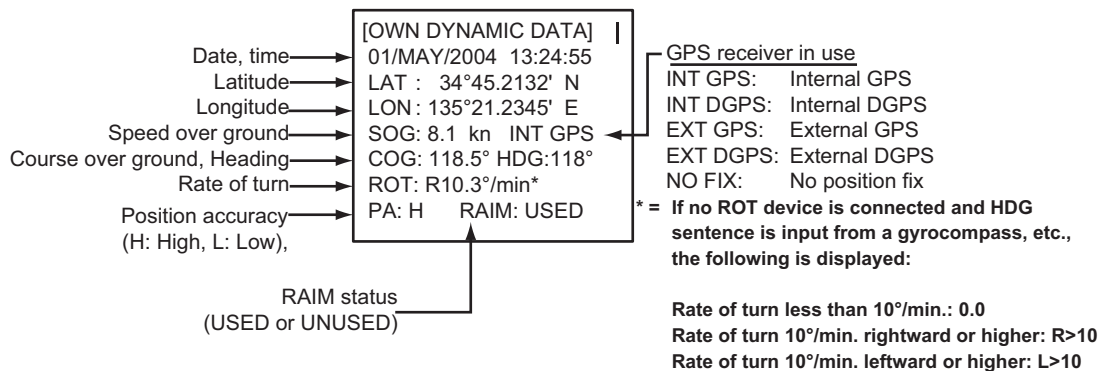 [OWN DYNAMIC DATA]
01/MAY/2004 13:24:55
LAT : 34°45.2132' N
LON : 135°21.2345' E
SOG: 8.1 kn INT GPS
COG: 118.5° HDG:118°
ROT: R10.3°/min*
PA: H RAIM: USED
Date, time
Latitude
Longitude
Speed over ground
Course over ground, Heading
Rate of turn
Position accuracy
(H: High, L: Low),
RAIM status
(USED or UNUSED)
GPS receiver in use
INT GPS: Internal GPS
INT DGPS: Internal DGPS
EXT GPS: External GPS
EXT DGPS: External DGPS
NO FIX: No position fix
* = If no ROT device is connected and HDG
sentence is input from a gyrocompass, etc.,
the following is displayed:
Rate of turn less than 10°/min.: 0.0
Rate of turn 10°/min. rightward or higher: R>10
Rate of turn 10°/min. leftward or higher: L>10